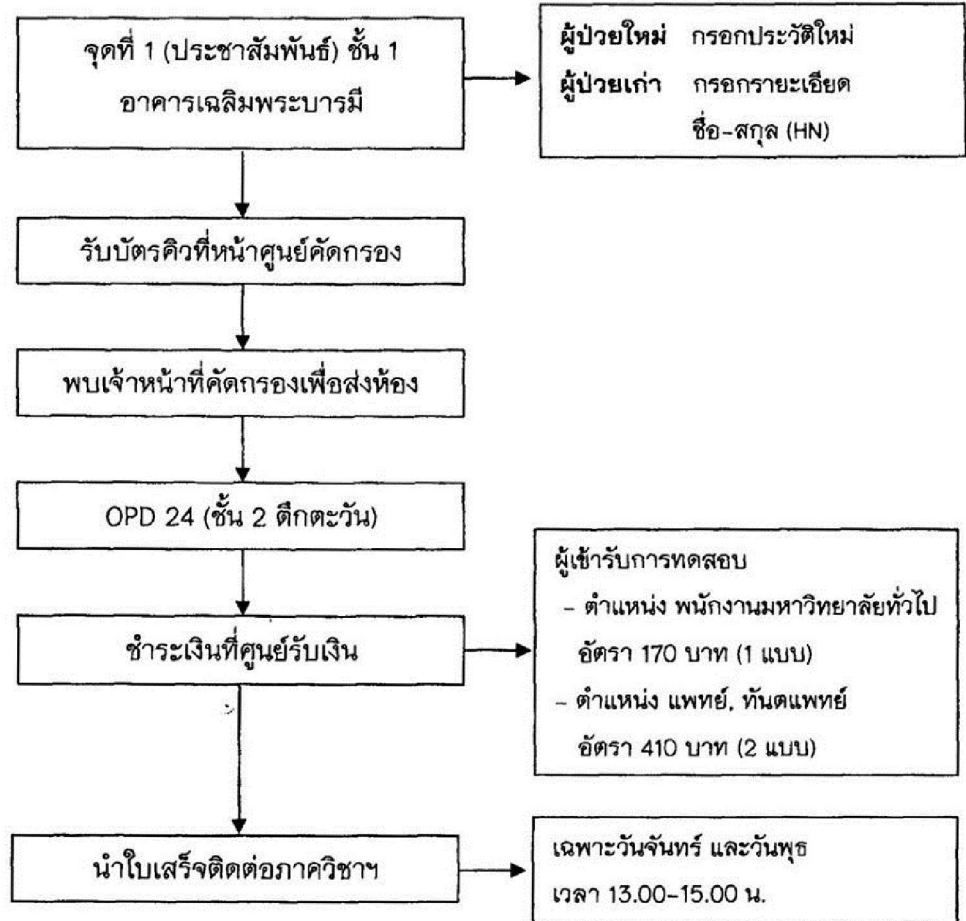 จุดที่ 1 (ประชาสัมพันธ์) ชั้น 1
อาคารเฉลิมพระบารมี
ผู้ป่วยใหม่ กรอกประวัติใหม่
ผู้ป่วยเก่า กรอกรายะเอียด
ชื่อ-สกุล (HN)
รับบัตรคิวที่หน้าศูนย์คัดกรอง
พบเจ้าหน้าที่คัดกรองเพื่อส่งห้อง
OPD 24 (ชั้น 2 ตึกตะวัน)
ชำระเงินที่ศูนย์รับเงิน
ผู้เข้ารับการทดสอบ
- ตำแหน่ง พนักงานมหาวิทยาลัยทั่วไป
อัตรา 170 บาท (1 แบบ)
- ตำแหน่ง แพทย์, ทันตแพทย์
อัตรา 410 บาท (2 แบบ)
นำใบเสร็จติดต่อภาควิชาฯ
เฉพาะวันจันทร์ และวันพุธ
เวลา 13.00-15.00 น.